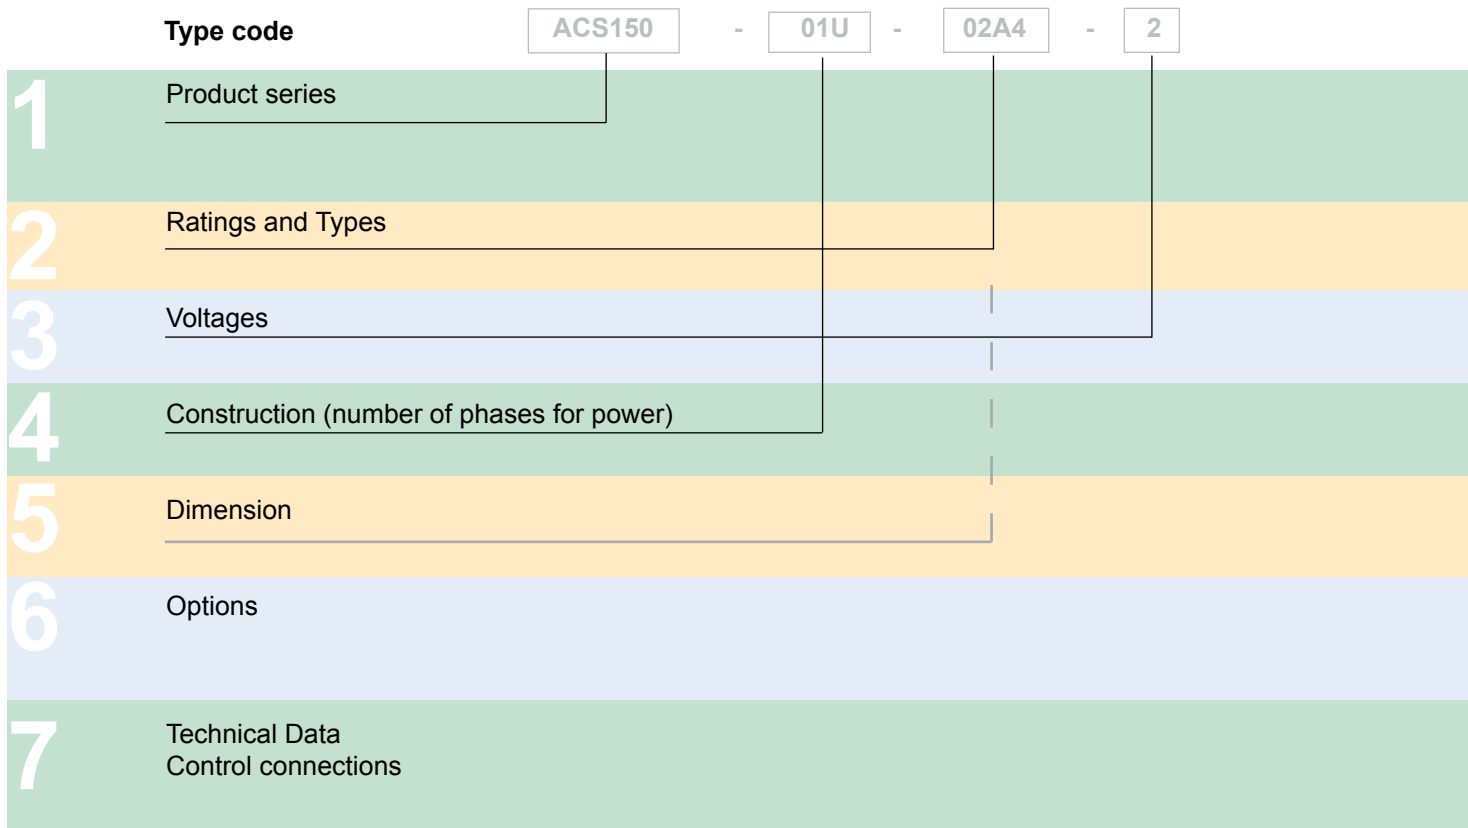 Type code ACS150 - 01U - 02A4 - 2
1 Product series
2 Ratings and Types
3 Voltages
4 Construction (number of phases for power)
5 Dimension
6 Options
7 Technical Data
Control connections